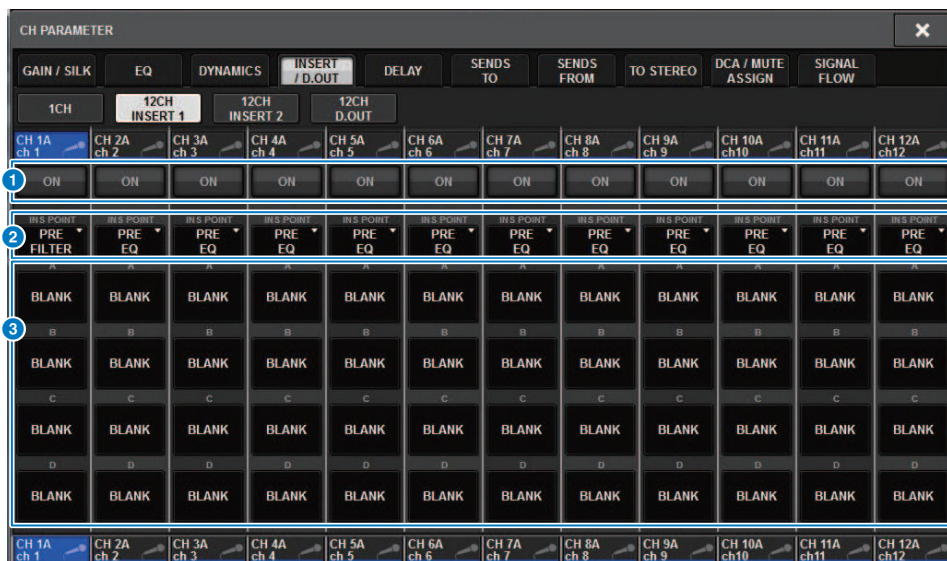 CH PARAMETER
GAIN / SILK EQ DYNAMICS INSERT / D.OUT DELAY SENDS TO SENDS FROM TO STEREO DCA / MUTE ASSIGN SIGNAL FLOW
1CH 12CH INSERT 1 12CH INSERT 2 12CH D.OUT
CH 1A CH 2A CH 3A CH 4A CH 5A CH 6A CH 7A CH 8A CH 9A CH 10A CH 11A CH 12A
ch 1 ch 2 ch 3 ch 4 ch 5 ch 6 ch 7 ch 8 ch 9 ch10 ch11 ch12
1 ON ON ON ON ON ON ON ON ON ON ON ON
INS POINT INS POINT INS POINT INS POINT INS POINT INS POINT INS POINT INS POINT INS POINT INS POINT INS POINT INS POINT
2 PRE PRE PRE PRE PRE PRE PRE PRE PRE PRE PRE PRE
FILTER EQ EQ EQ EQ EQ EQ EQ EQ EQ EQ EQ
A A A A A A A A A A A A
BLANK BLANK BLANK BLANK BLANK BLANK BLANK BLANK BLANK BLANK BLANK BLANK
3 B B B B B B B B B B B B
BLANK BLANK BLANK BLANK BLANK BLANK BLANK BLANK BLANK BLANK BLANK BLANK
C C C C C C C C C C C C
BLANK BLANK BLANK BLANK BLANK BLANK BLANK BLANK BLANK BLANK BLANK BLANK
D D D D D D D D D D D D
BLANK BLANK BLANK BLANK BLANK BLANK BLANK BLANK BLANK BLANK BLANK BLANK
CH 1A CH 2A CH 3A CH 4A CH 5A CH 6A CH 7A CH 8A CH 9A CH 10A CH 11A CH 12A
ch 1 ch 2 ch 3 ch 4 ch 5 ch 6 ch 7 ch 8 ch 9 ch10 ch11 ch12